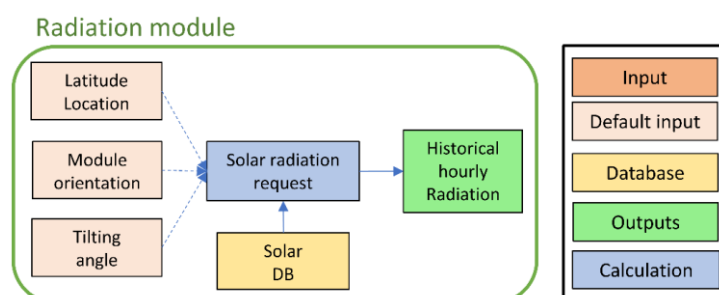 Radiation module
Latitude
Location
Module
orientation
Tilting
angle
Solar radiation
request
Solar
DB
Historical
hourly
Radiation
Input
Default input
Database
Outputs
Calculation